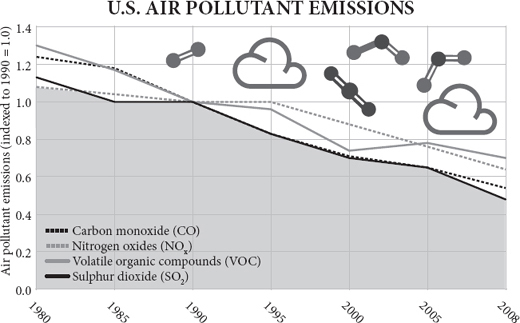 U.S. AIR POLLUTANT EMISSIONS
Air pollutant emissions (indexed to 1990 = 1.0)
1.4
1.2
1.0
0.8
0.6
0.4
0.2
0.0
Carbon monoxide (CO)
Nitrogen oxides (NOx)
Volatile organic compounds (VOC)
Sulphur dioxide (SO2)
1980
1985
1990
1995
2000
2005
2008